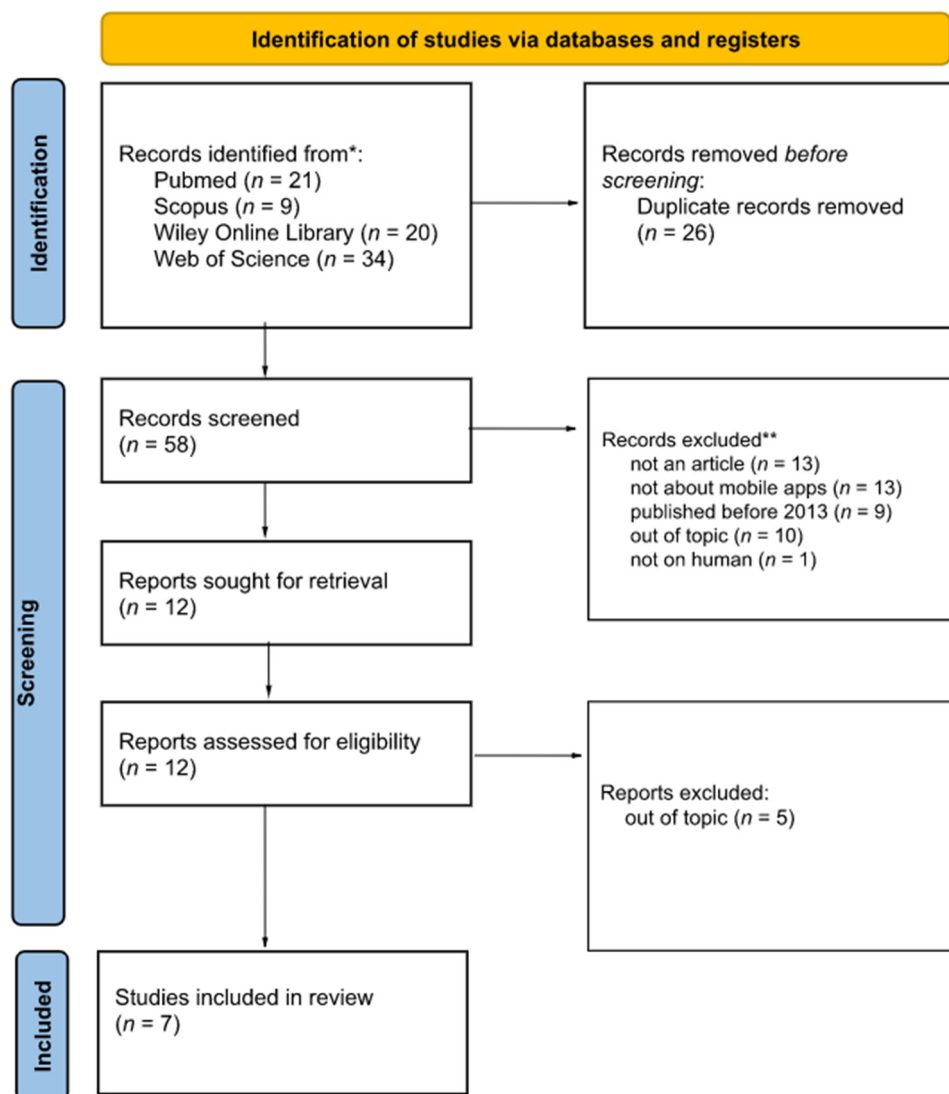 Identification of studies via databases and registers
Identification
Records identified from*:
Pubmed (n = 21)
Scopus (n = 9)
Wiley Online Library (n = 20)
Web of Science (n = 34)
Records removed before
screening:
Duplicate records removed
(n = 26)
Screening
Records screened
(n = 58)
Records excluded**
not an article (n = 13)
not about mobile apps (n = 13)
published before 2013 (n = 9)
out of topic (n = 10)
not on human (n = 1)
Reports sought for retrieval
(n = 12)
Reports assessed for eligibility
(n = 12)
Reports excluded:
out of topic (n = 5)
Included
Studies included in review
(n = 7)